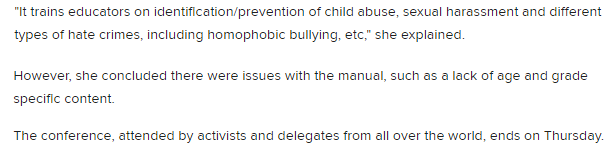 "It trains educators on identification/prevention of child abuse, sexual harassment and different
types of hate crimes, including homophobic bullying, etc," she explained.
However, she concluded there were issues with the manual, such as a lack of age and grade
specific content.
The conference, attended by activists and delegates from all over the world, ends on Thursday.